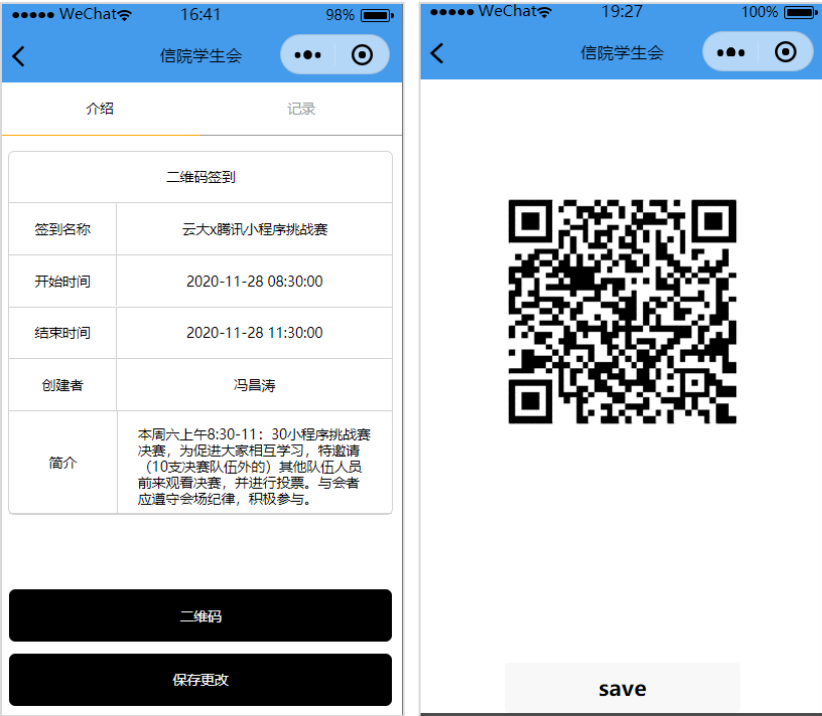 WeChat 16:41 98%
信院学生会
介绍 记录
二维码签到
签到名称 云大x腾讯小程序挑战赛
开始时间 2020-11-28 08:30:00
结束时间 2020-11-28 11:30:00
创建者 冯昌涛
简介
本周六上午8:30-11：30小程序挑战赛
决赛，为促进大家相互学习，特邀请
（10支决赛队伍外的）其他队伍人员
前来观看决赛，并进行投票。与会者
应遵守会场纪律，积极参与。
二维码
保存更改
WeChat 19:27 100%
信院学生会
save